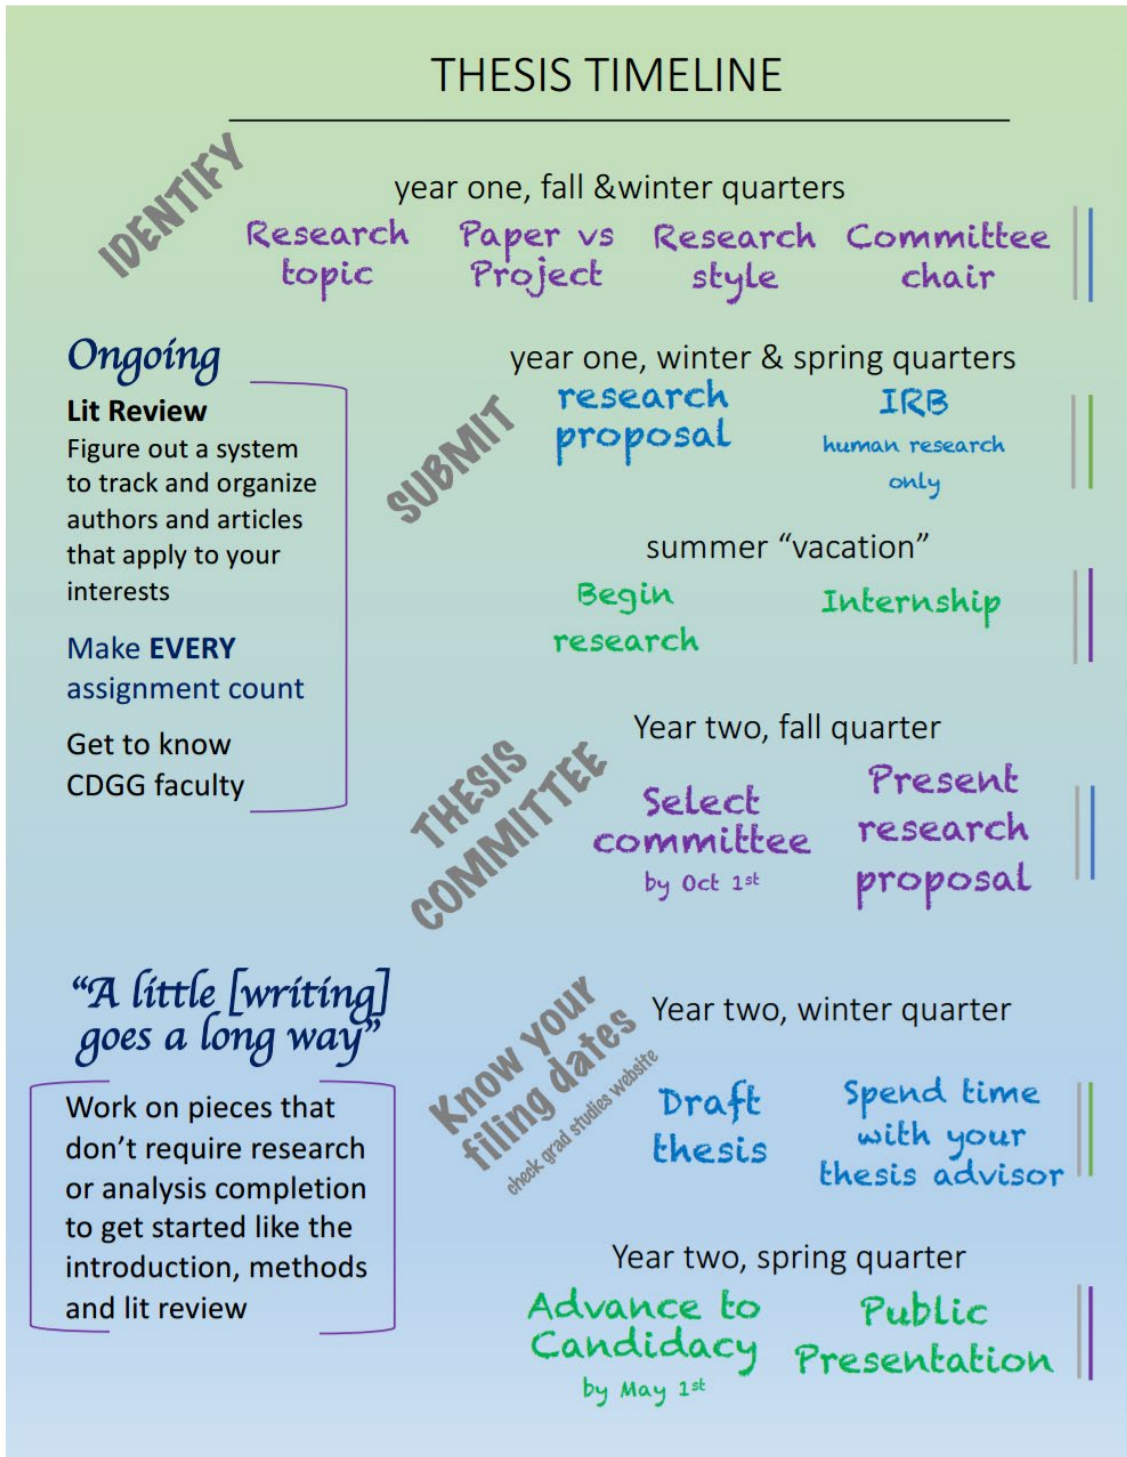 THESIS TIMELINE
IDENTIFY
year one, fall &winter quarters
Research topic
Paper vs Project
Research style
Committee chair
Ongoing
Lit Review
Figure out a system
to track and organize
authors and articles
that apply to your
interests
Make EVERY
assignment count
Get to know
CDGG faculty
SUBMIT
year one, winter & spring quarters
research
proposal
IRB
human research
only
summer “vacation”
Begin
research
Internship
THESIS
COMMITTEE
Year two, fall quarter
Select
committee
by Oct 1st
Present
research
proposal
“A little [writing]
goes a long way”
Work on pieces that
don’t require research
or analysis completion
to get started like the
introduction, methods
and lit review
Know your
filing dates
check grad studies website
Year two, winter quarter
Draft
thesis
Spend time
with your
thesis advisor
Year two, spring quarter
Advance to
Candidacy
by May 1st
Public
Presentation